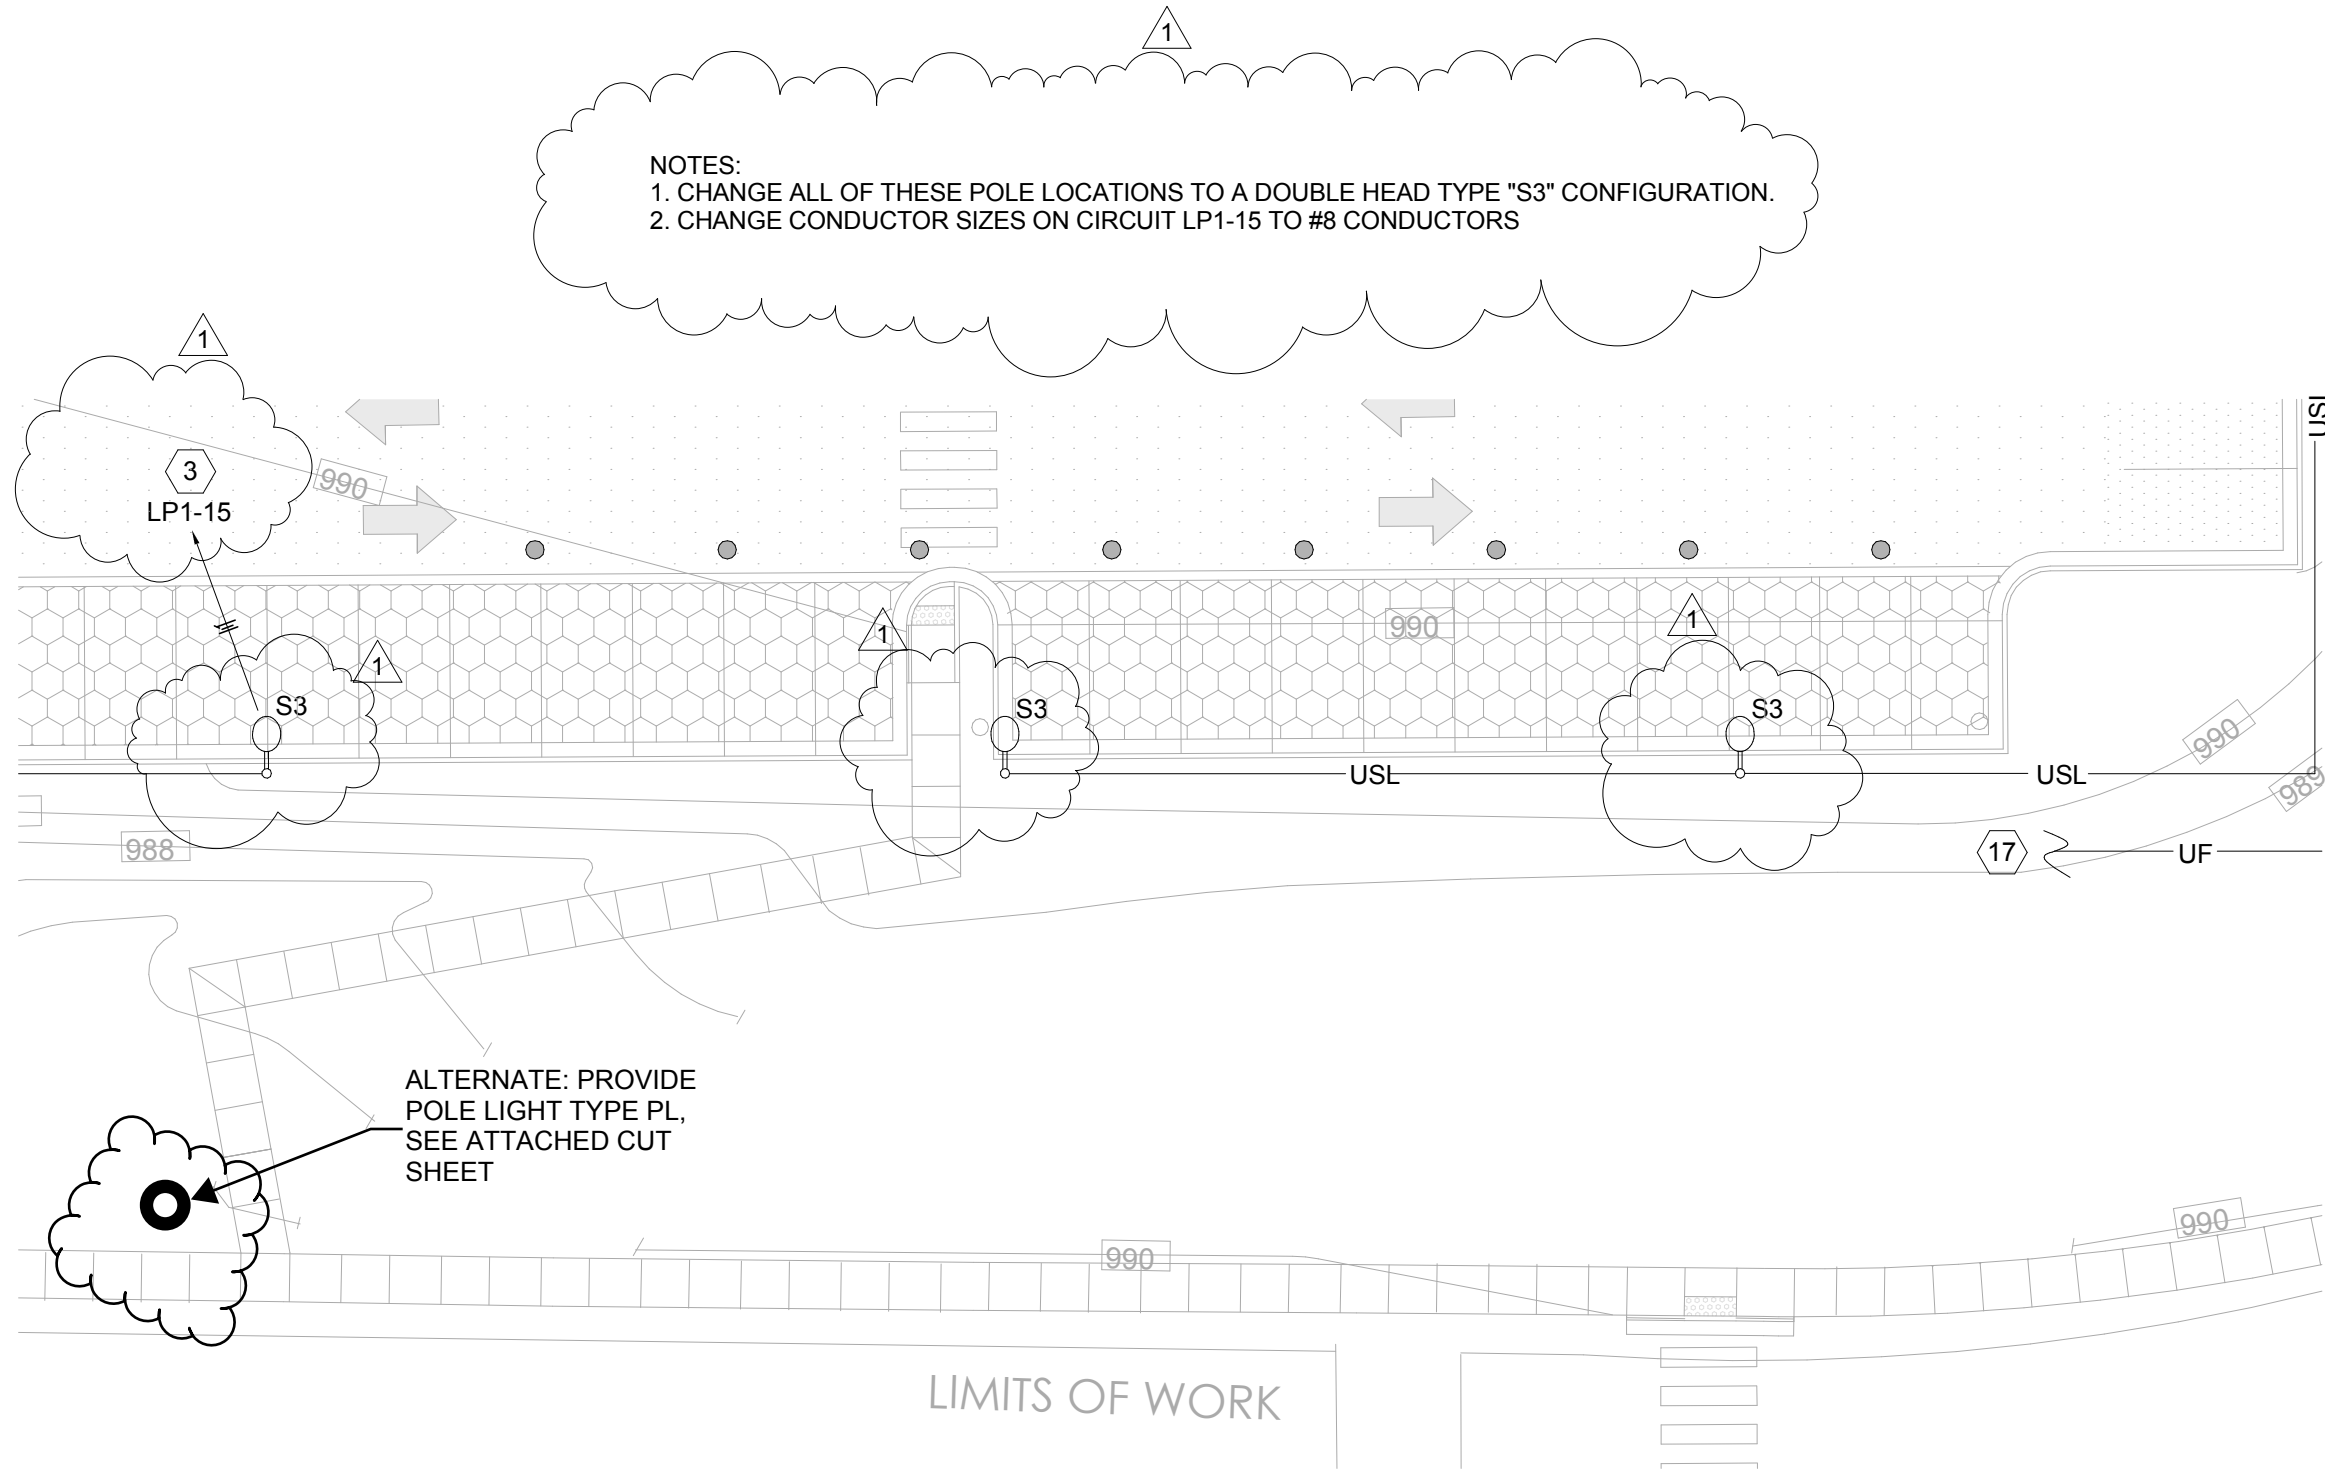 1
NOTES:
1. CHANGE ALL OF THESE POLE LOCATIONS TO A DOUBLE HEAD TYPE "S3" CONFIGURATION.
2. CHANGE CONDUCTOR SIZES ON CIRCUIT LP1-15 TO #8 CONDUCTORS
1
3
LP1-15
990
USL
1
1
1
990
S3
S3
S3
990
USL
USL
989
988
17
UF
ALTERNATE: PROVIDE
POLE LIGHT TYPE PL,
SEE ATTACHED CUT
SHEET
990
990
LIMITS OF WORK